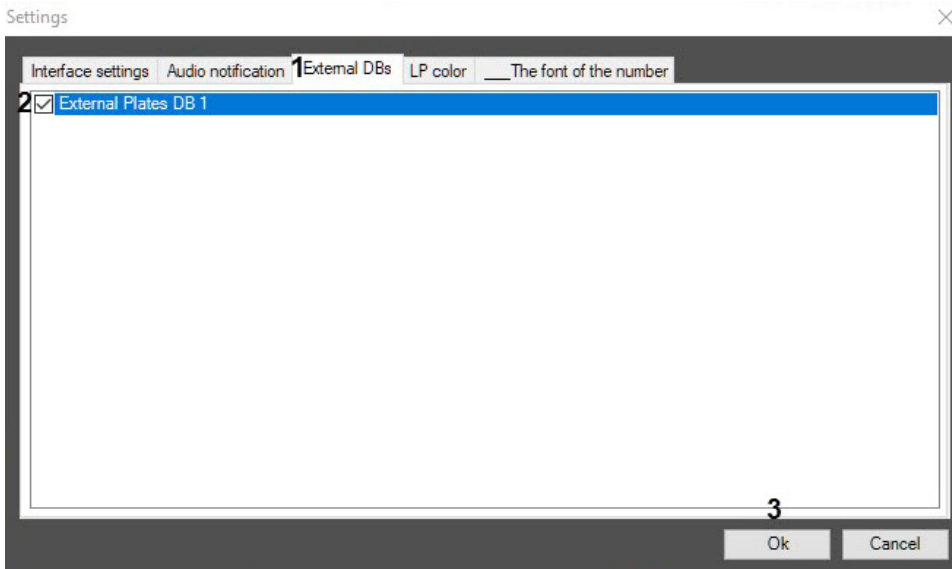 Settings
Interface settings Audio notification 1 External DBs LP color ___The font of the number
2 External Plates DB 1
3
Ok Cancel